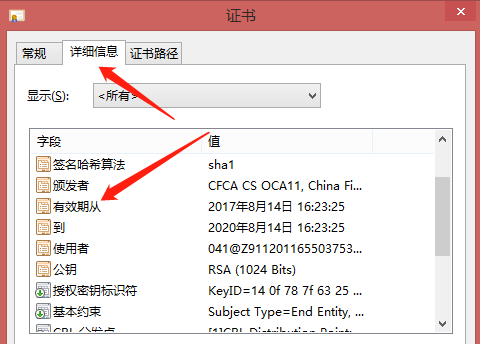 证书
常规 详细信息 证书路径
显示(S): <所有>
字段 值
签名哈希算法 sha1
颁发者 CFCA CS OCA11, China Fi...
有效期从 2017年8月14日 16:23:25
到 2020年8月14日 16:23:25
使用者 041@Z911201165503753...
公钥 RSA (1024 Bits)
授权密钥标识符 KeyID=14 0f 78 7f 63 25 ...
基本约束 Subject Type=End Entity, ...
CRL 分发点 [1]CRL Distribution Point: ...